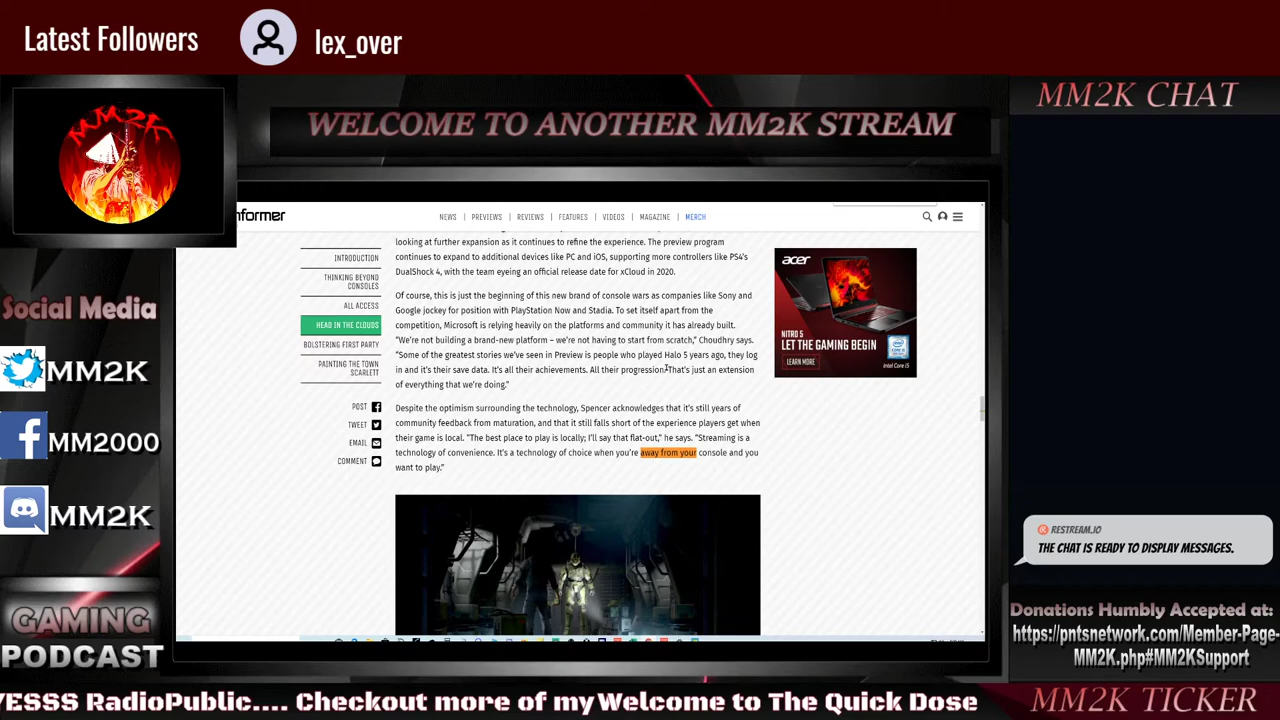 Latest Followers
lex_over
MM2K
WELCOME TO ANOTHER MM2K STREAM
MM2K CHAT
nformer
NEWS | PREVIEWS | REVIEWS | FEATURES | VIDEOS | MAGAZINE | MERCH
INTRODUCTION
THINKING BEYOND
CONSOLES
ALL ACCESS
HEAD IN THE CLOUDS
BOLSTERING FIRST PARTY
PAINTING THE TOWN
SCARLETT
POST
TWEET
EMAIL
COMMENT
looking at further expansion as it continues to refine the experience. The preview program
continues to expand to additional devices like PC and iOS, supporting more controllers like PS4's
DualShock 4, with the team eyeing an official release date for xCloud in 2020.
Of course, this is just the beginning of this new brand of console wars as companies like Sony and
Google jockey for position with PlayStation Now and Stadia. To set itself apart from the
competition, Microsoft is relying heavily on the platforms and community it has already built.
"We're not building a brand-new platform – we're not having to start from scratch," Choudhry says.
"Some of the greatest stories we've seen in Preview is people who played Halo 5 years ago, they log
in and it's their save data. It's all their achievements. All their progression. That's just an extension
of everything that we're doing."
Despite the optimism surrounding the technology, Spencer acknowledges that it's still years of
community feedback from maturation, and that it still falls short of the experience players get when
their game is local. "The best place to play is locally; I'll say that flat-out," he says. "Streaming is a
technology of convenience. It's a technology of choice when you're away from your console and you
want to play."
acer
NITRO 5
LET THE GAMING BEGIN
LEARN MORE
Intel Core i5
Social Media
MM2K
MM2000
MM2K
GAMING
PODCAST
RESTREAM.IO
THE CHAT IS READY TO DISPLAY MESSAGES.
Donations Humbly Accepted at:
https://pntsnetwork.com/Member-Page-
MM2K.php#MM2KSupport
YESSS RadioPublic.... Checkout more of my Welcome to The Quick Dose
MM2K TICKER